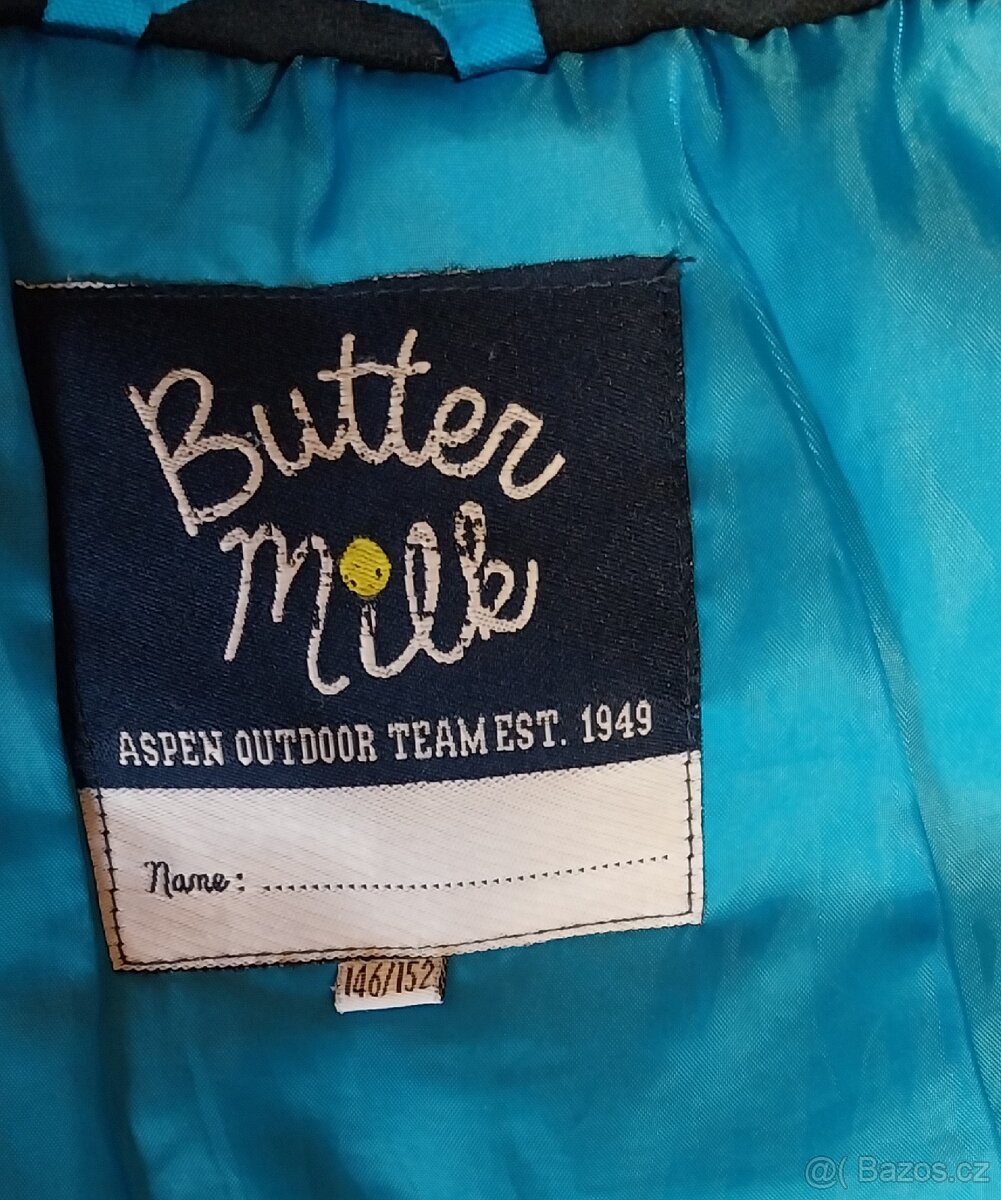 Butter
Milk
ASPEN OUTDOOR TEAM EST. 1949
Name: ........................................
146/152
@( Bazos.cz